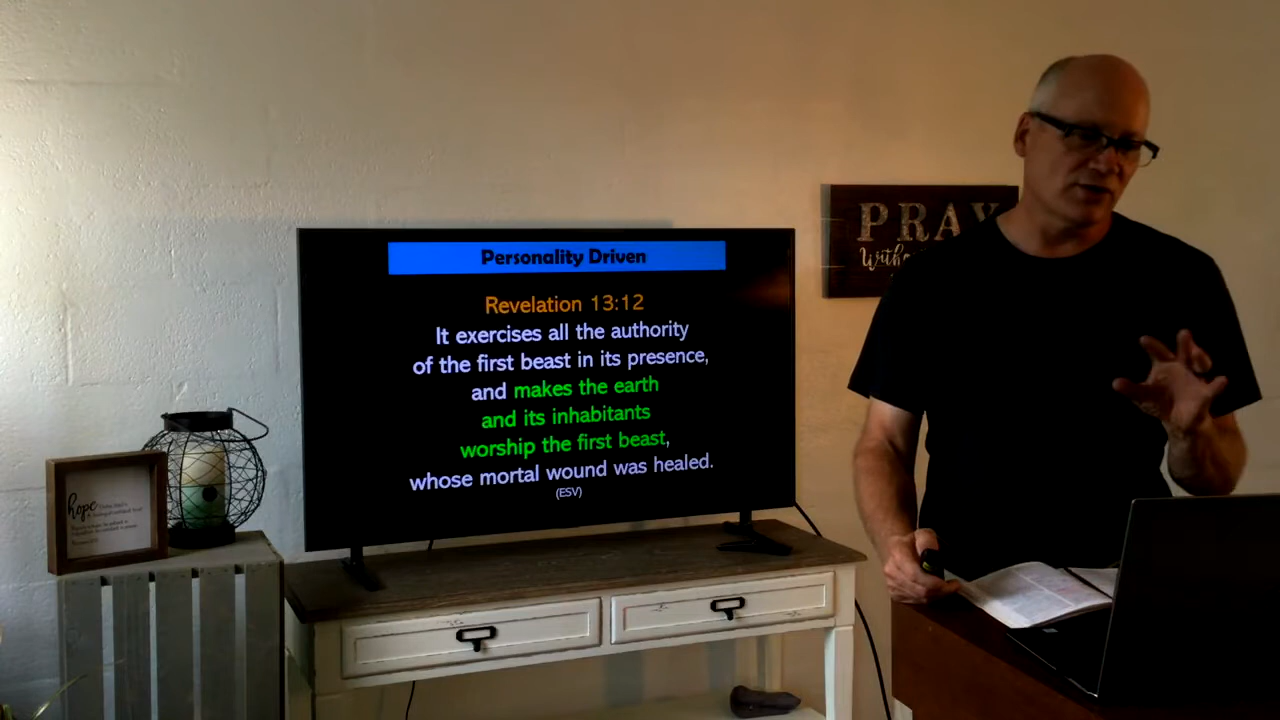 Personality Driven
Revelation 13:12
It exercises all the authority
of the first beast in its presence,
and makes the earth
and its inhabitants
worship the first beast,
whose mortal wound was healed.
(ESV)
PRAY
hope